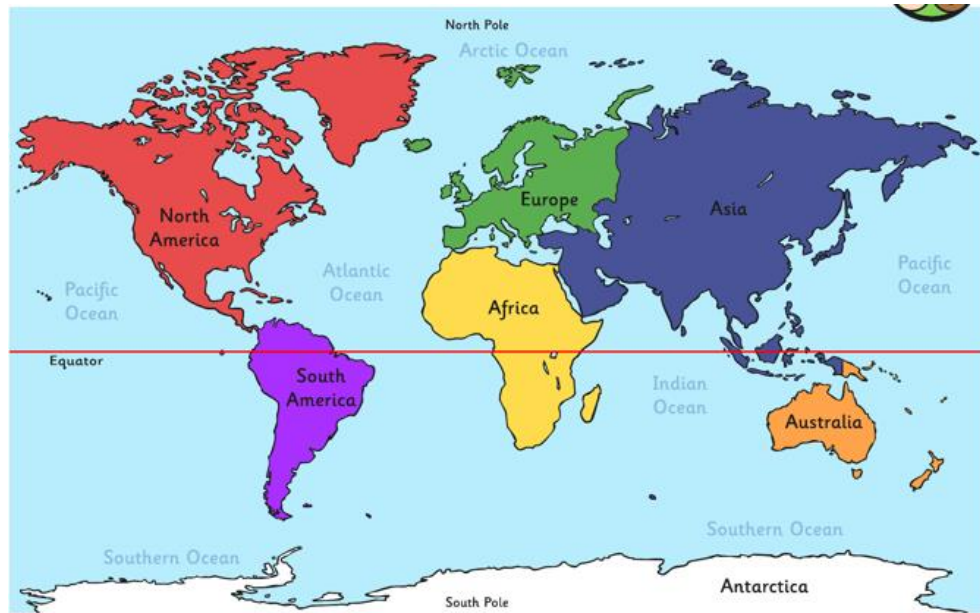 North Pole
Arctic Ocean
North
America
Europe
Asia
Pacific
Ocean
Atlantic
Ocean
Africa
Pacific
Ocean
Equator
South
America
Indian
Ocean
Australia
Southern Ocean
Southern Ocean
Antarctica
South Pole